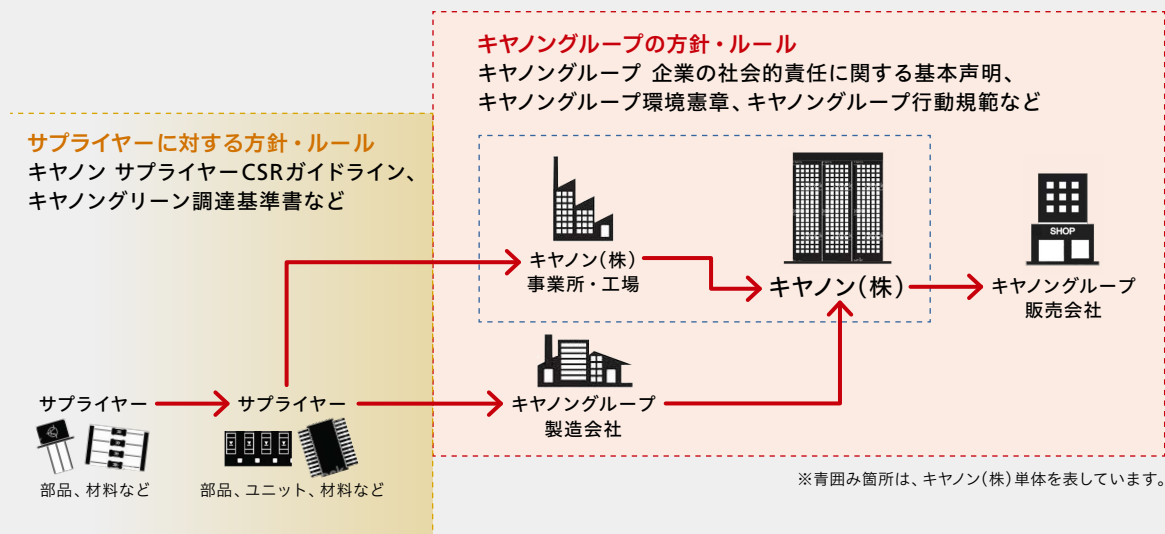 キヤノングループの方針・ルール
キヤノングループ 企業の社会的責任に関する基本声明、
キヤノングループ環境憲章、キヤノングループ行動規範など
サプライヤーに対する方針・ルール
キヤノン サプライヤーCSRガイドライン、
キヤノングリーン調達基準書など
SHOP
キヤノン(株)
事業所・工場
キヤノン(株)
キヤノングループ
販売会社
サプライヤー
サプライヤー
キヤノングループ
製造会社
部品、材料など
部品、ユニット、材料など
※青囲み箇所は、キヤノン(株)単体を表しています。